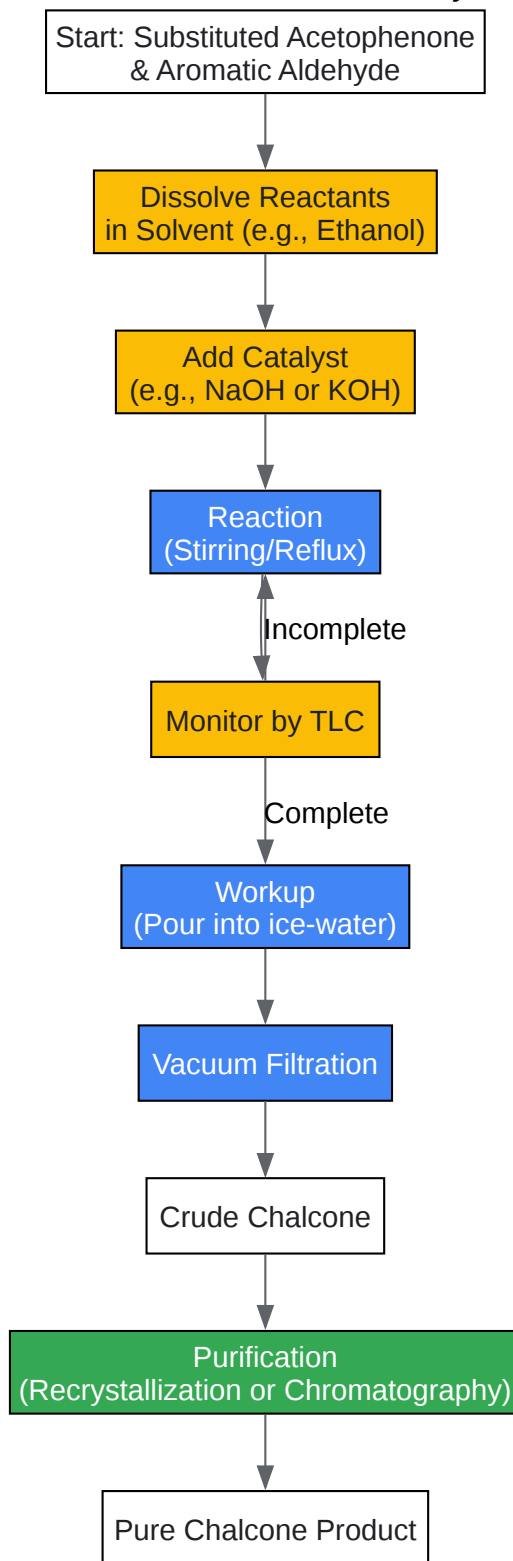 Start: Substituted Acetophenone
& Aromatic Aldehyde
Dissolve Reactants
in Solvent (e.g., Ethanol)
Add Catalyst
(e.g., NaOH or KOH)
Reaction
(Stirring/Reflux)
Incomplete
Monitor by TLC
Complete
Workup
(Pour into ice-water)
Vacuum Filtration
Crude Chalcone
Purification
(Recrystallization or Chromatography)
Pure Chalcone Product